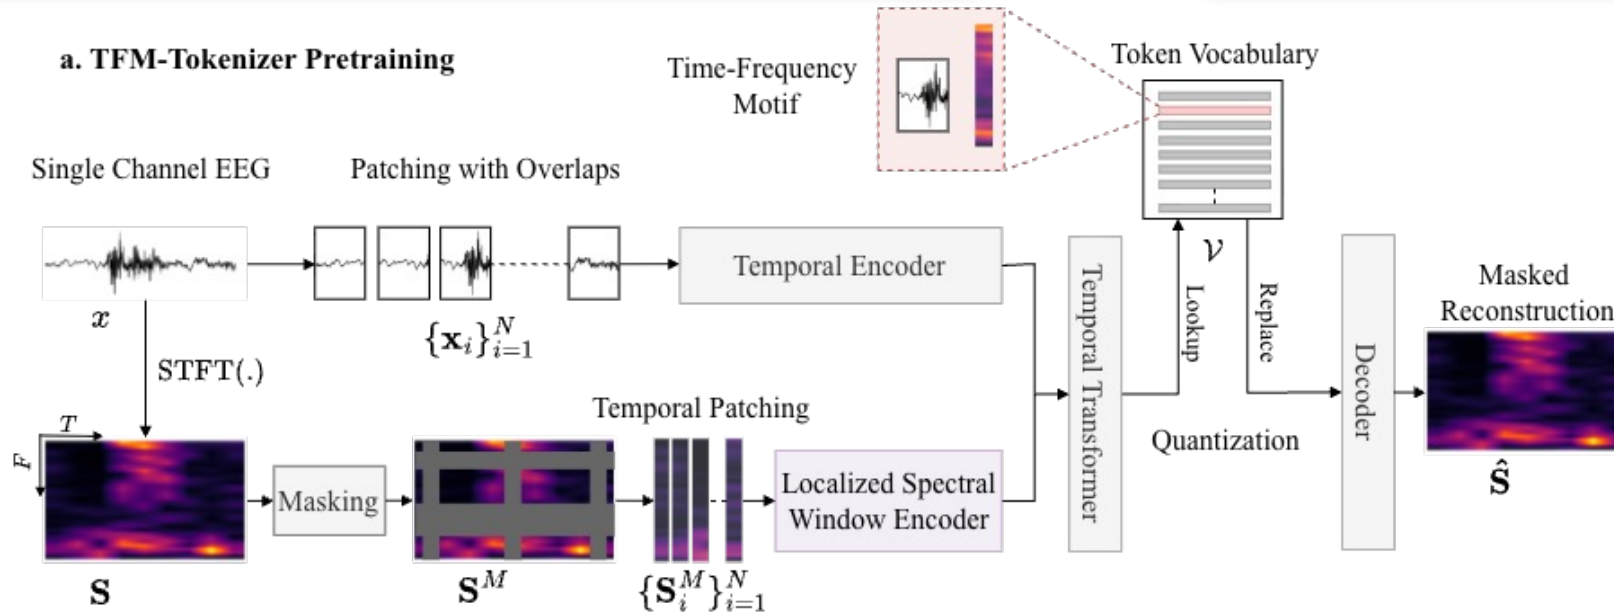 a. TFM-Tokenizer Pretraining
Time-Frequency
Motif
Token Vocabulary
Single Channel EEG
Patching with Overlaps
Temporal Encoder
Temporal Transformer
Lookup
𝒱
Replace
Decoder
Masked
Reconstruction
x
{x_i}_{i=1}^N
STFT(.)
T
F
Temporal Patching
Quantization
Masking
Localized Spectral
Window Encoder
Ŝ
S
S^M
{S_i^M}_{i=1}^N